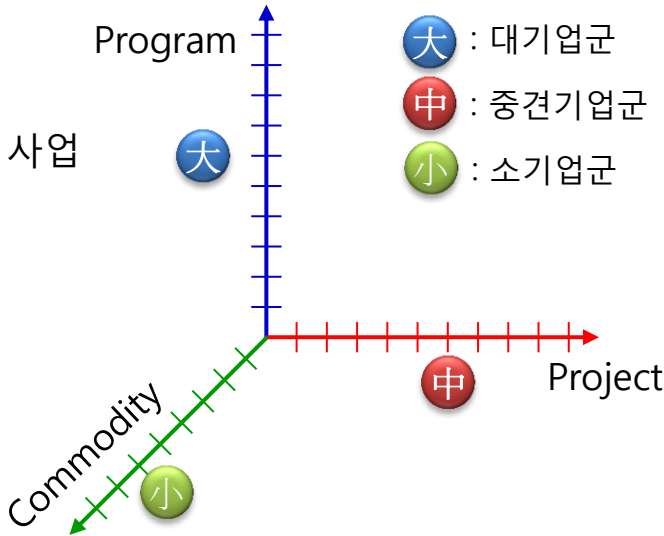 Program
大 : 대기업군
中 : 중견기업군
小 : 소기업군
사업
大
中
Project
Commodity
小